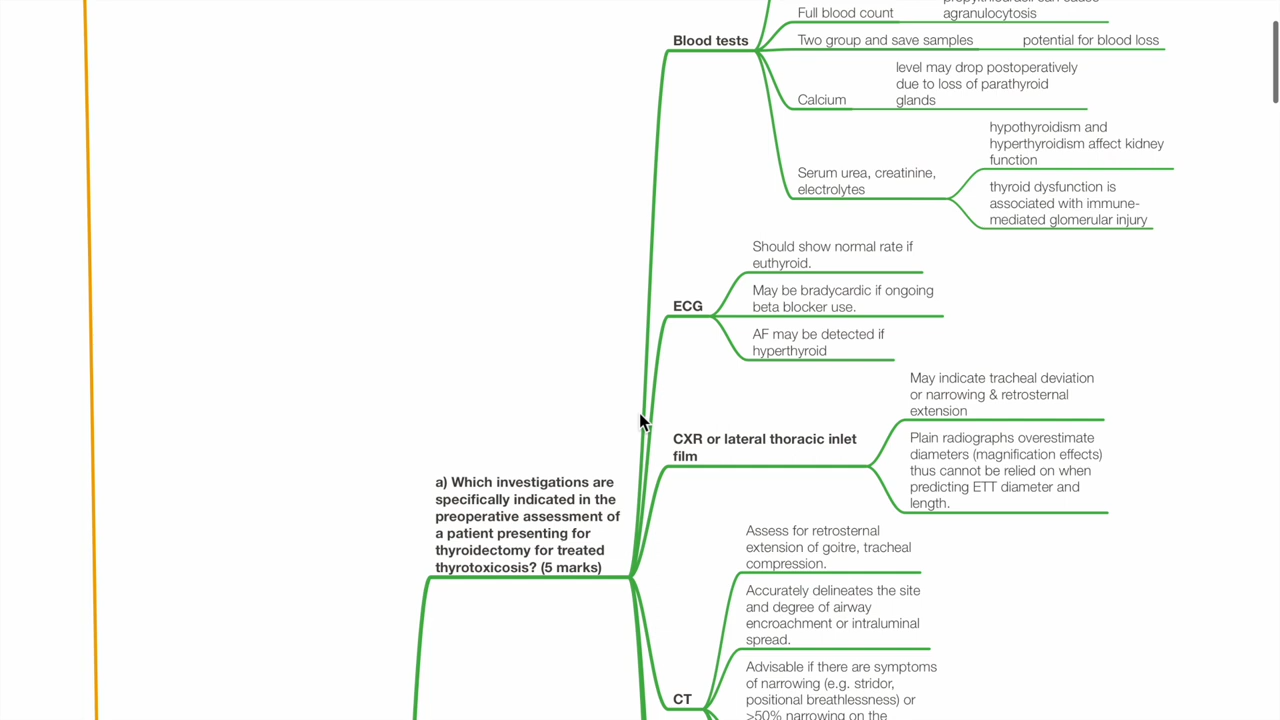 propylthiouracil can cause
agranulocytosis
Full blood count
Blood tests
Two group and save samples
potential for blood loss
level may drop postoperatively
due to loss of parathyroid
glands
Calcium
hypothyroidism and
hyperthyroidism affect kidney
function
Serum urea, creatinine,
electrolytes
thyroid dysfunction is
associated with immune-
mediated glomerular injury
Should show normal rate if
euthyroid.
May be bradycardic if ongoing
beta blocker use.
ECG
AF may be detected if
hyperthyroid
May indicate tracheal deviation
or narrowing & retrosternal
extension
CXR or lateral thoracic inlet
film
Plain radiographs overestimate
diameters (magnification effects)
thus cannot be relied on when
predicting ETT diameter and
length.
a) Which investigations are
specifically indicated in the
preoperative assessment of
a patient presenting for
thyroidectomy for treated
thyrotoxicosis? (5 marks)
Assess for retrosternal
extension of goitre, tracheal
compression.
Accurately delineates the site
and degree of airway
encroachment or intraluminal
spread.
Advisable if there are symptoms
of narrowing (e.g. stridor,
positional breathlessness) or
>50% narrowing on the
CT